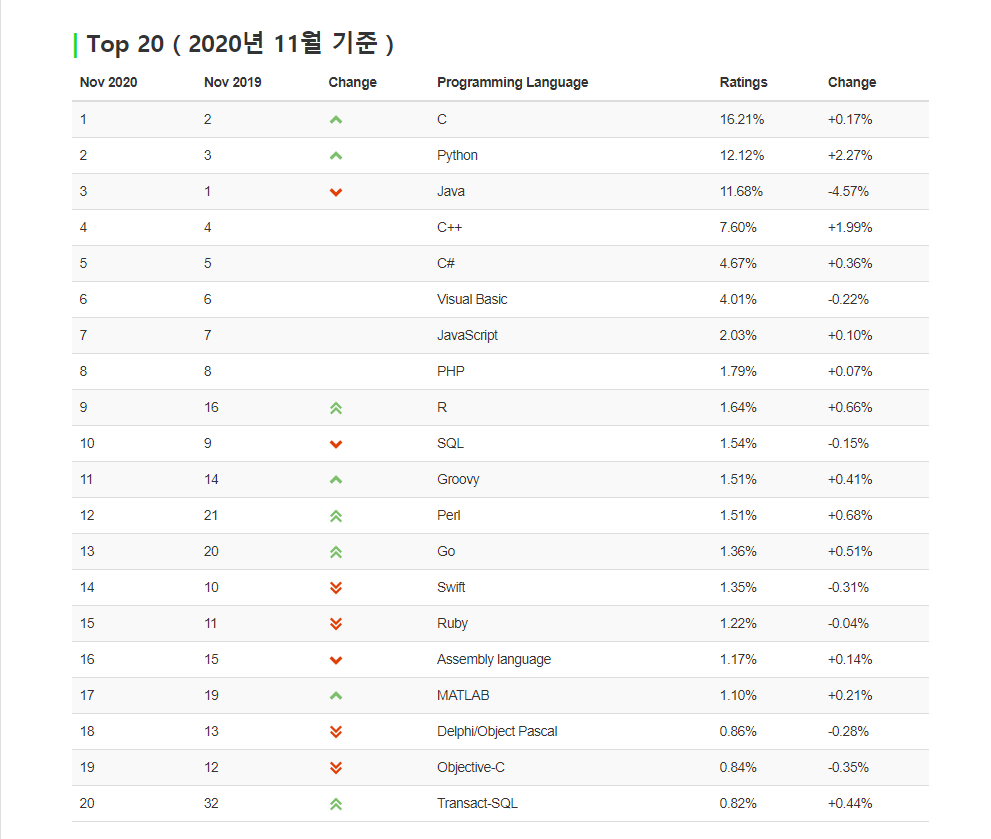 Top 20 ( 2020년 11월 기준 )
Nov 2020 Nov 2019 Change Programming Language Ratings Change
1 2 C 16.21% +0.17%
2 3 Python 12.12% +2.27%
3 1 Java 11.68% -4.57%
4 4 C++ 7.60% +1.99%
5 5 C# 4.67% +0.36%
6 6 Visual Basic 4.01% -0.22%
7 7 JavaScript 2.03% +0.10%
8 8 PHP 1.79% +0.07%
9 16 R 1.64% +0.66%
10 9 SQL 1.54% -0.15%
11 14 Groovy 1.51% +0.41%
12 21 Perl 1.51% +0.68%
13 20 Go 1.36% +0.51%
14 10 Swift 1.35% -0.31%
15 11 Ruby 1.22% -0.04%
16 15 Assembly language 1.17% +0.14%
17 19 MATLAB 1.10% +0.21%
18 13 Delphi/Object Pascal 0.86% -0.28%
19 12 Objective-C 0.84% -0.35%
20 32 Transact-SQL 0.82% +0.44%